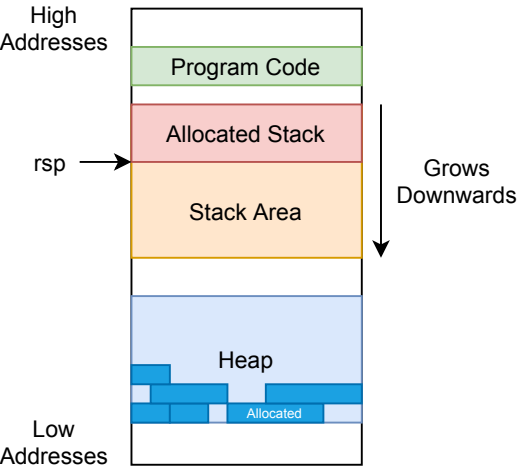 High
Addresses
Program Code
Allocated Stack
rsp
Grows
Downwards
Stack Area
Heap
Allocated
Low
Addresses